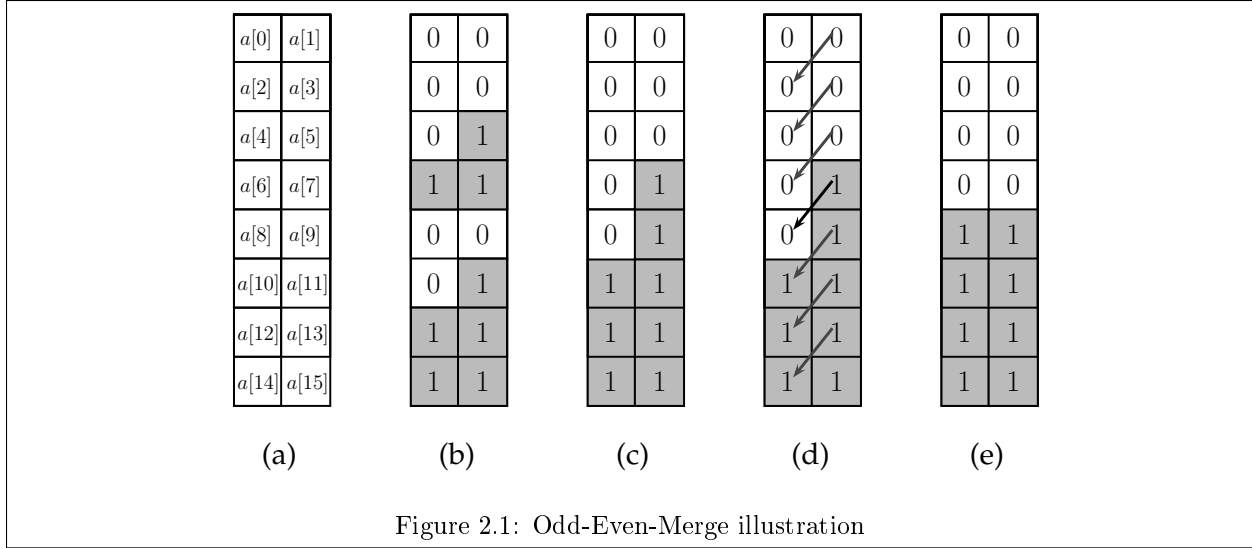 a[0] a[1] 0 0 0 0 0 0 0 0
a[2] a[3] 0 0 0 0 0 0 0 0
a[4] a[5] 0 1 0 0 0 0 0 0
a[6] a[7] 1 1 0 1 0 1 0 0
a[8] a[9] 0 0 0 1 0 1 1 1
a[10] a[11] 0 1 1 1 1 1 1 1
a[12] a[13] 1 1 1 1 1 1 1 1
a[14] a[15] 1 1 1 1 1 1 1 1
(a) (b) (c) (d) (e)
Figure 2.1: Odd-Even-Merge illustration